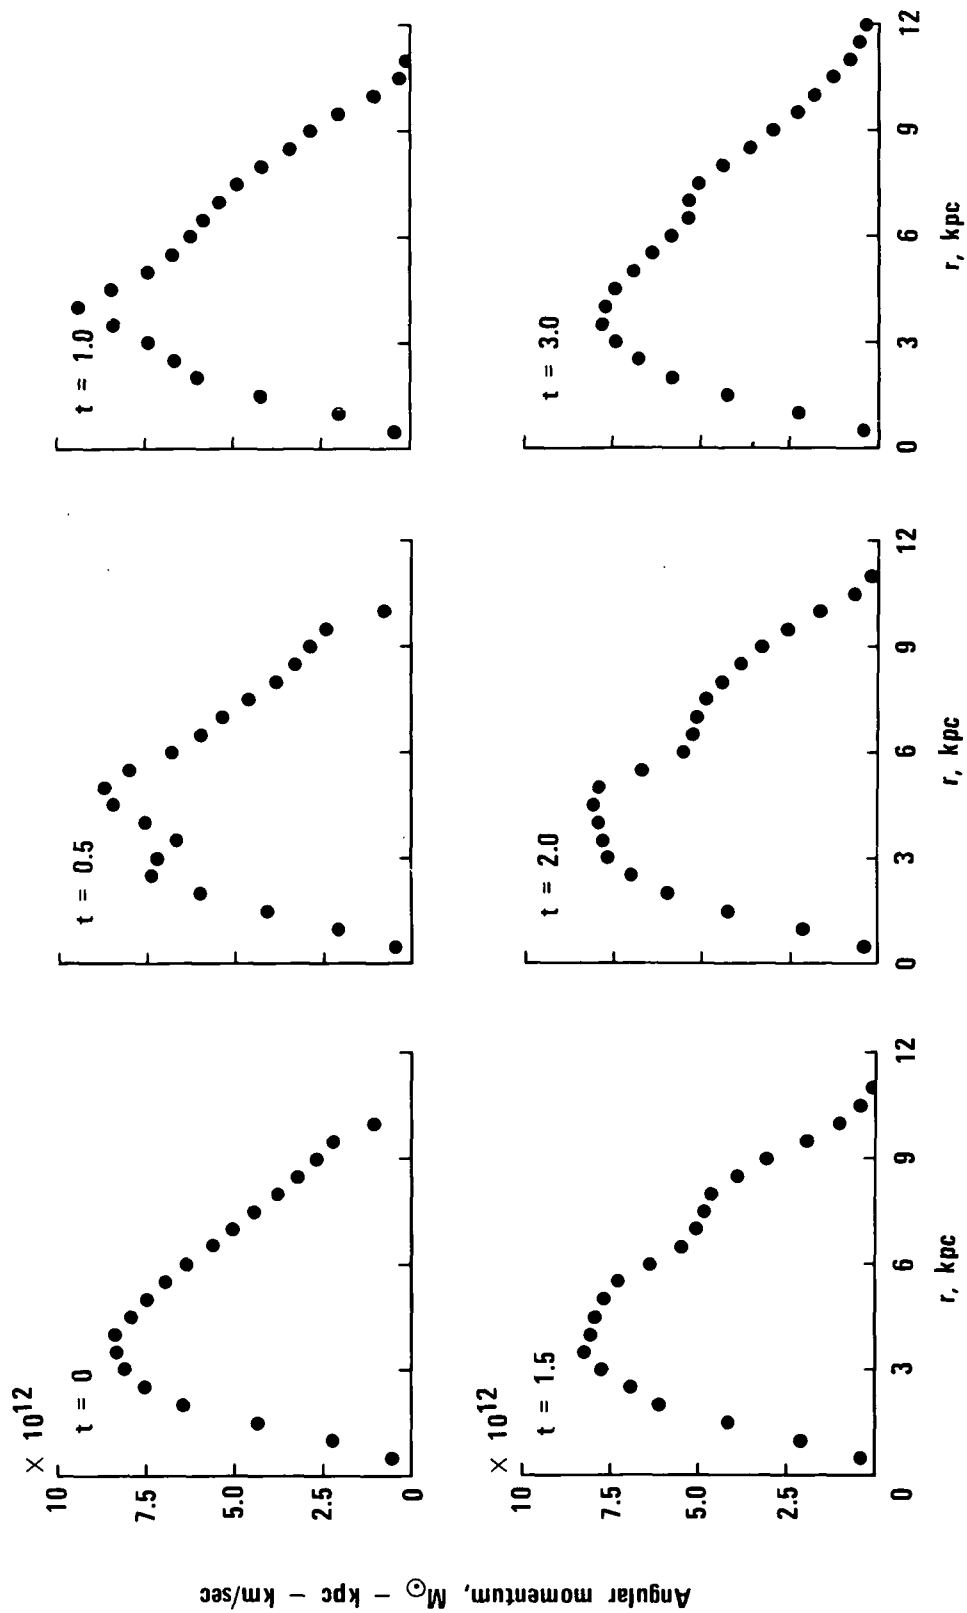 × 10¹²
10
7.5
5.0
2.5
0
t = 0
t = 0.5
t = 1.0
× 10¹²
10
7.5
5.0
2.5
0
t = 1.5
t = 2.0
t = 3.0
3 6 9 12
0 3 6 9 12
0 3 6 9 12
r, kpc
r, kpc
r, kpc
Angular momentum, M☉ – kpc – km/sec